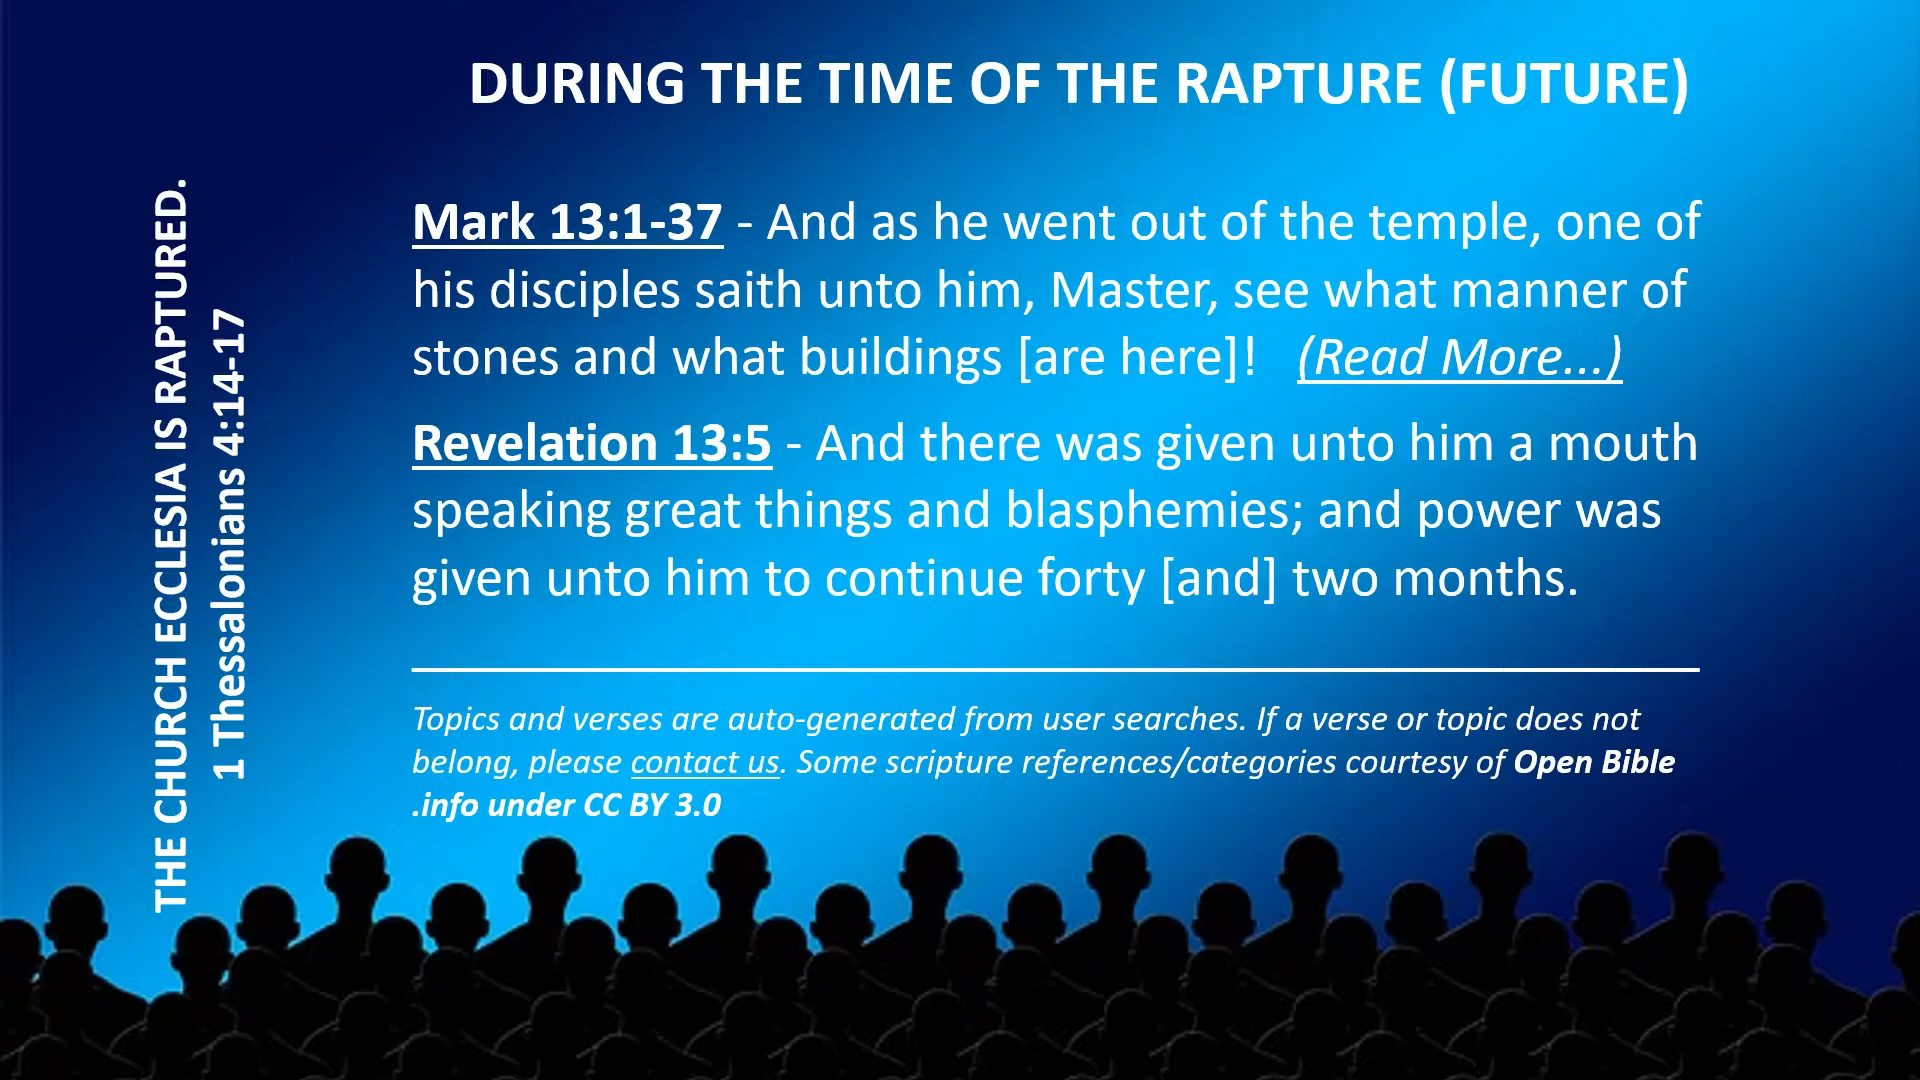 DURING THE TIME OF THE RAPTURE (FUTURE)
THE CHURCH ECCLESIA IS RAPTURED.
1 Thessalonians 4:14-17
Mark 13:1-37 - And as he went out of the temple, one of
his disciples saith unto him, Master, see what manner of
stones and what buildings [are here]! (Read More...)
Revelation 13:5 - And there was given unto him a mouth
speaking great things and blasphemies; and power was
given unto him to continue forty [and] two months.
Topics and verses are auto-generated from user searches. If a verse or topic does not
belong, please contact us. Some scripture references/categories courtesy of Open Bible
.info under CC BY 3.0